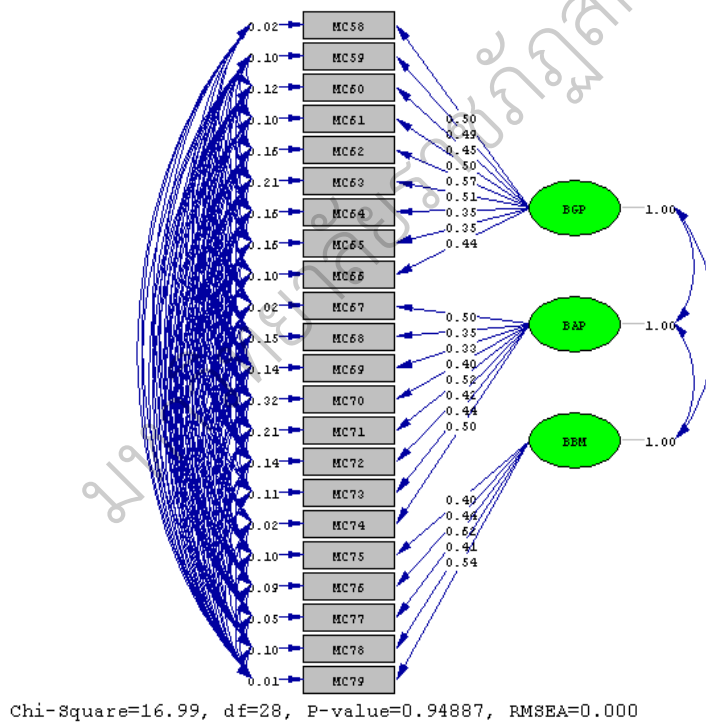 0.02 MC58
0.10 MC59
0.12 MC60
0.10 MC61
0.16 MC62
0.21 MC63
0.16 MC64
0.16 MC65
0.10 MC66
0.02 MC67
0.15 MC68
0.14 MC69
0.32 MC70
0.21 MC71
0.14 MC72
0.11 MC73
0.02 MC74
0.10 MC75
0.09 MC76
0.05 MC77
0.10 MC78
0.01 MC79
0.50
0.49
0.45
0.50
0.57
0.51
0.35
0.35
0.44
0.50
0.35
0.33
0.40
0.52
0.42
0.44
0.50
0.40
0.44
0.52
0.41
0.54
BGP 1.00
BAP 1.00
BBM 1.00
Chi-Square=16.99, df=28, P-value=0.94887, RMSEA=0.000